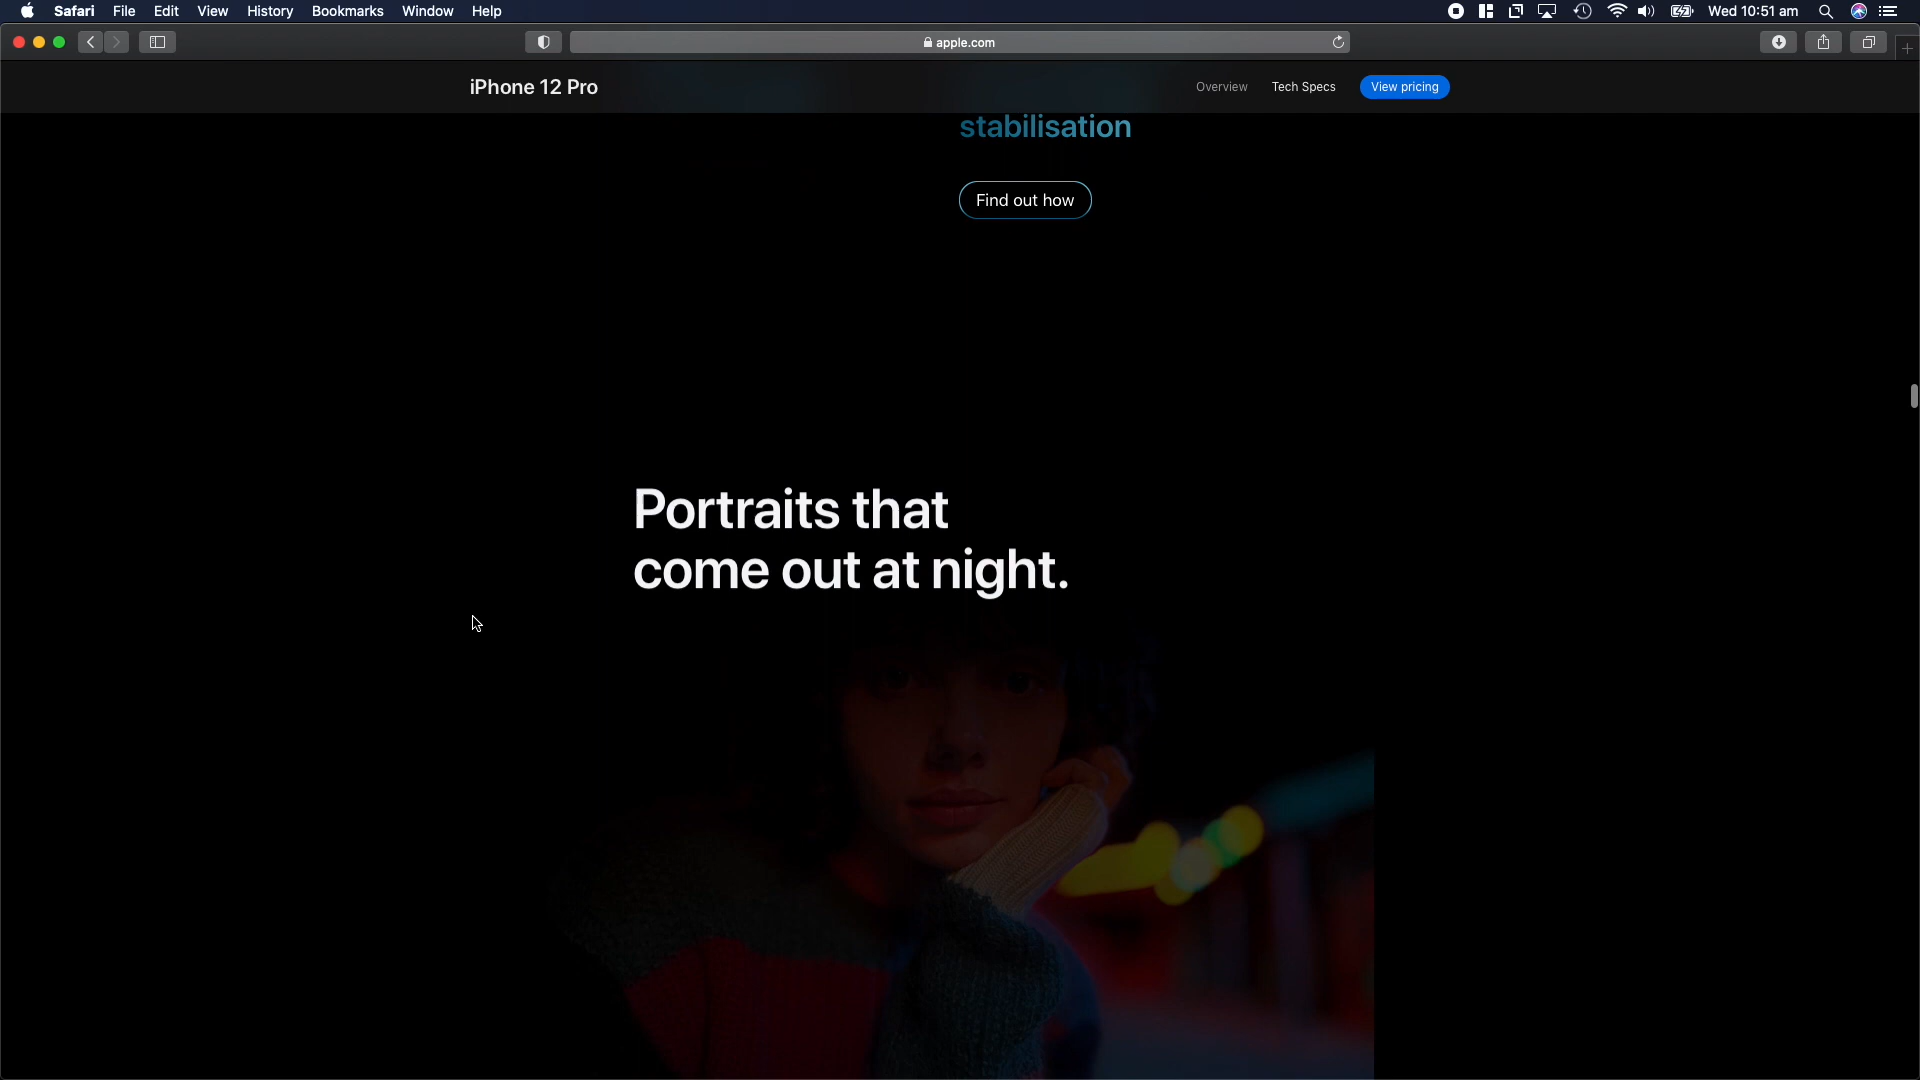 Safari File Edit View History Bookmarks Window Help Wed 10:51 am
apple.com
iPhone 12 Pro Overview Tech Specs View pricing
stabilisation
Find out how
Portraits that
come out at night.